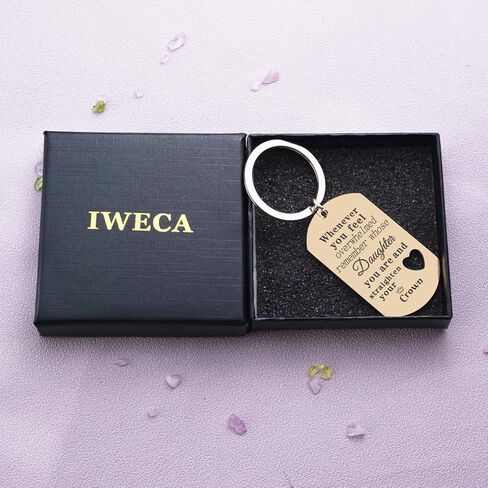 IWECA
Whenever
you feel
overwhelmed
remember whose
Daughter
you are and
straighten
your
Crown